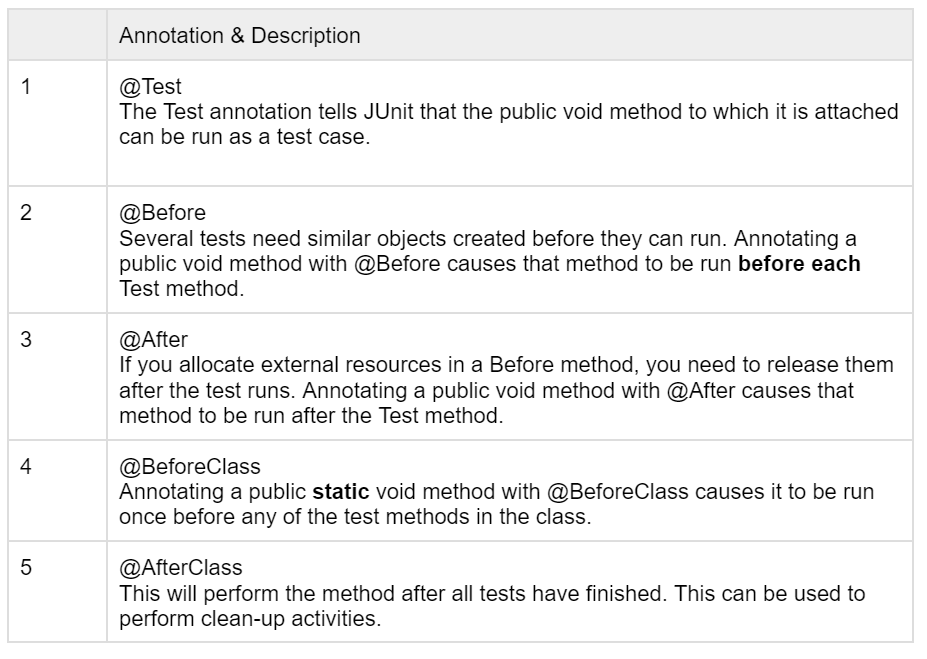 Annotation & Description
1
@Test
The Test annotation tells JUnit that the public void method to which it is attached
can be run as a test case.
2
@Before
Several tests need similar objects created before they can run. Annotating a
public void method with @Before causes that method to be run before each
Test method.
3
@After
If you allocate external resources in a Before method, you need to release them
after the test runs. Annotating a public void method with @After causes that
method to be run after the Test method.
4
@BeforeClass
Annotating a public static void method with @BeforeClass causes it to be run
once before any of the test methods in the class.
5
@AfterClass
This will perform the method after all tests have finished. This can be used to
perform clean-up activities.